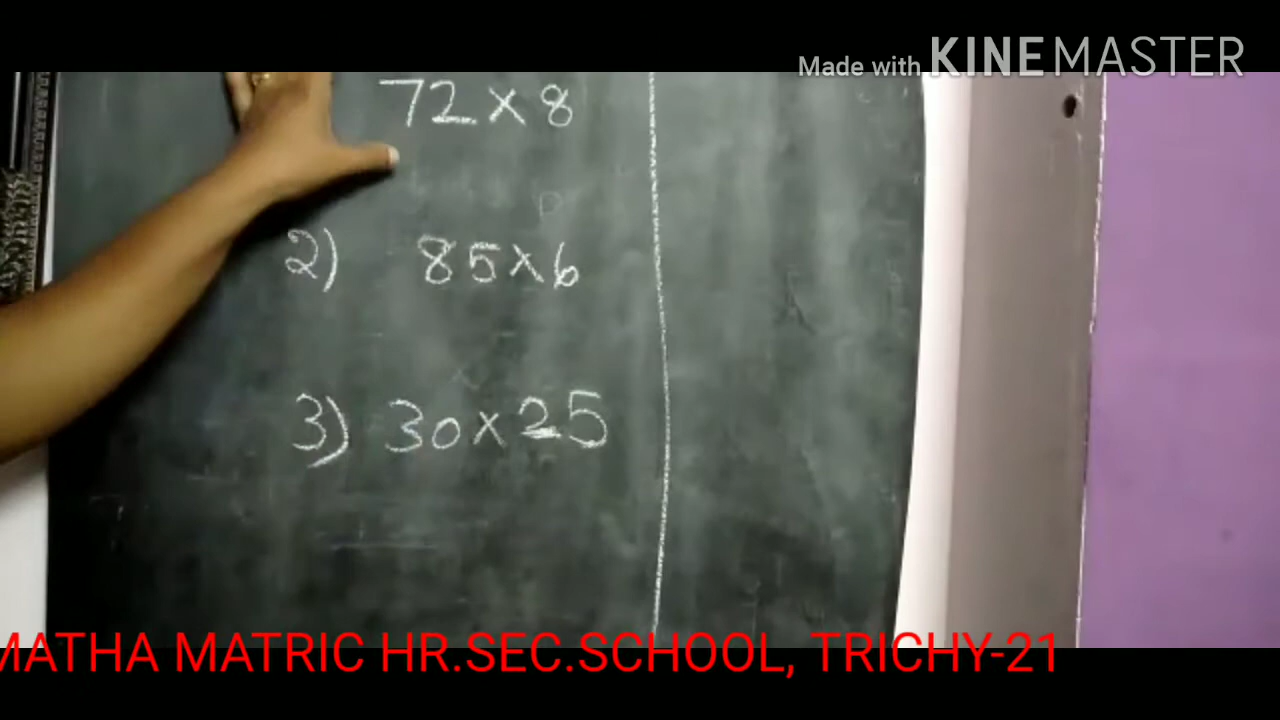 Made with KINEMASTER
72×8
2) 85×6
3) 30×25
MATHA MATRIC HR.SEC.SCHOOL, TRICHY-21